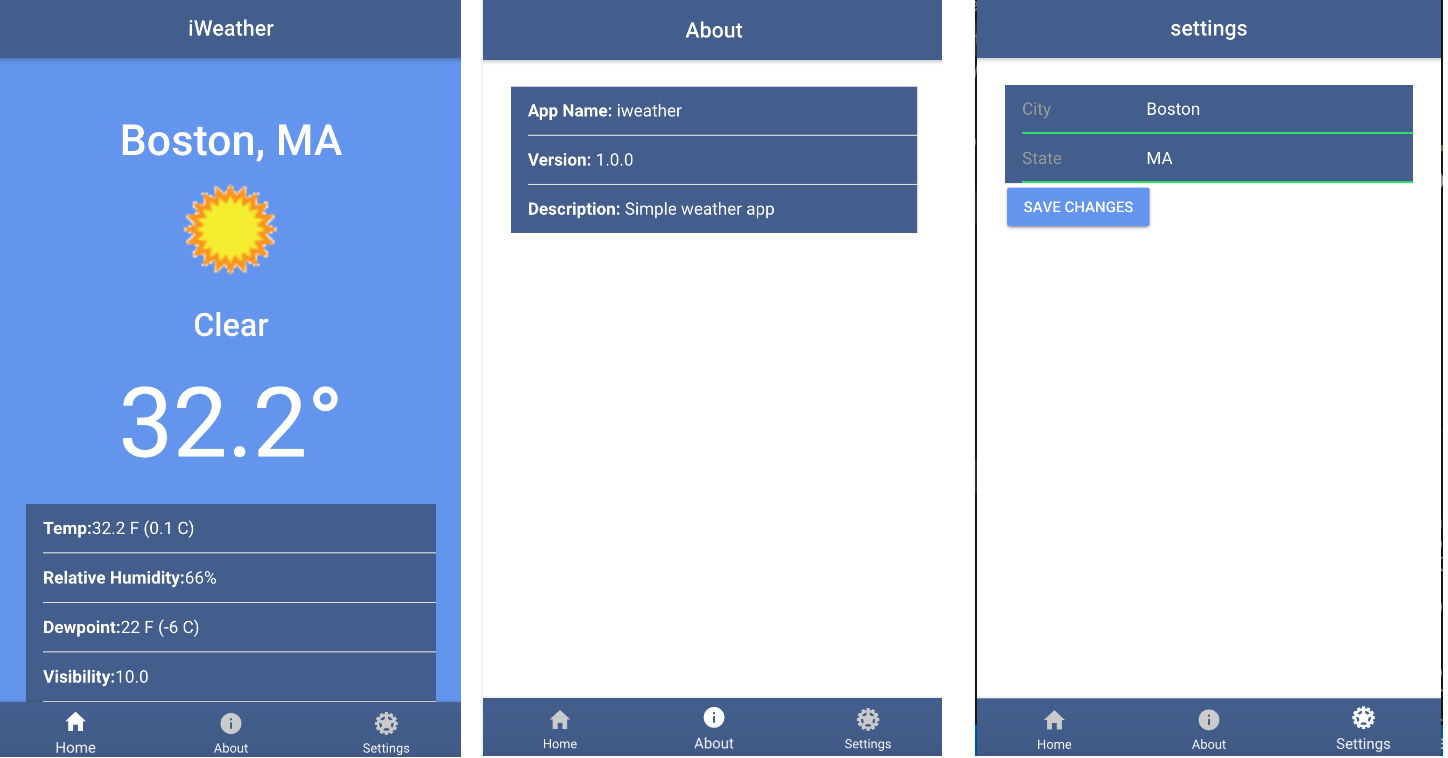 iWeather
Boston, MA
Clear
32.2°
Temp:32.2 F (0.1 C)
Relative Humidity:66%
Dewpoint:22 F (-6 C)
Visibility:10.0
Home About Settings
About
App Name: iweather
Version: 1.0.0
Description: Simple weather app
Home About Settings
settings
City Boston
State MA
SAVE CHANGES
Home About Settings